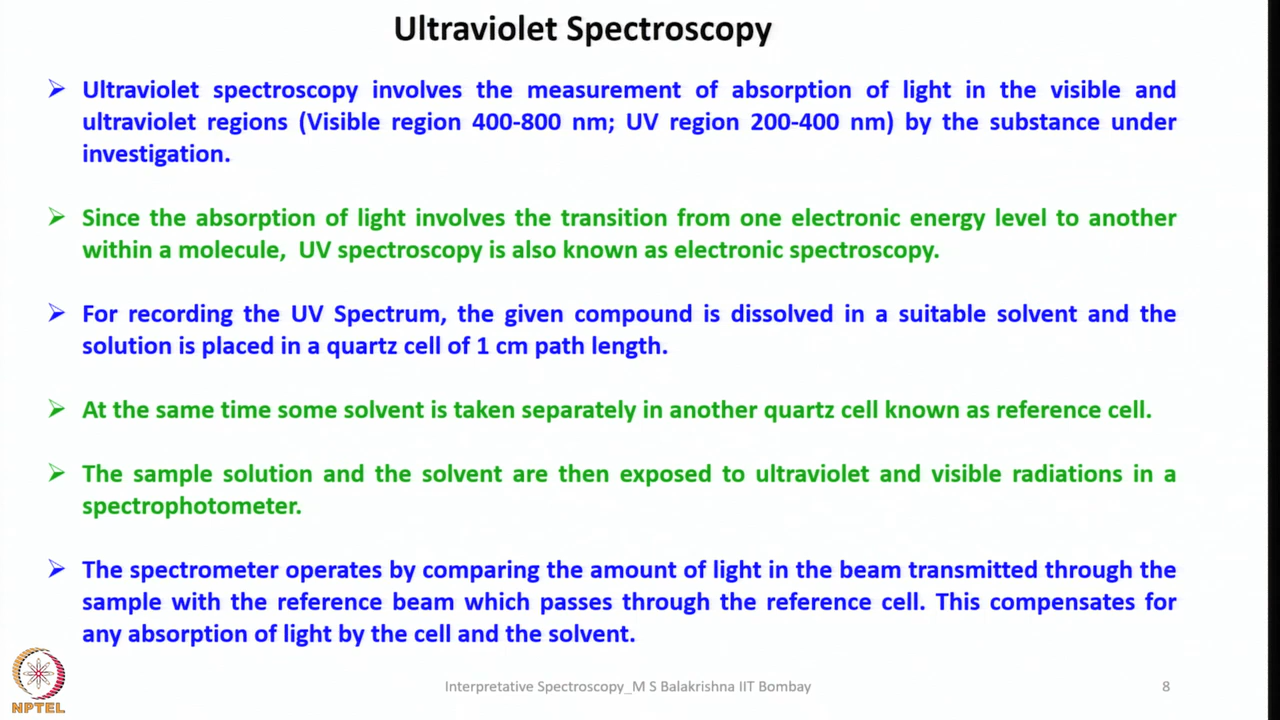 Ultraviolet Spectroscopy
Ultraviolet spectroscopy involves the measurement of absorption of light in the visible and
ultraviolet regions (Visible region 400-800 nm; UV region 200-400 nm) by the substance under
investigation.
Since the absorption of light involves the transition from one electronic energy level to another
within a molecule, UV spectroscopy is also known as electronic spectroscopy.
For recording the UV Spectrum, the given compound is dissolved in a suitable solvent and the
solution is placed in a quartz cell of 1 cm path length.
At the same time some solvent is taken separately in another quartz cell known as reference cell.
The sample solution and the solvent are then exposed to ultraviolet and visible radiations in a
spectrophotometer.
The spectrometer operates by comparing the amount of light in the beam transmitted through the
sample with the reference beam which passes through the reference cell. This compensates for
any absorption of light by the cell and the solvent.
NPTEL
Interpretative Spectroscopy_M S Balakrishna IIT Bombay
8